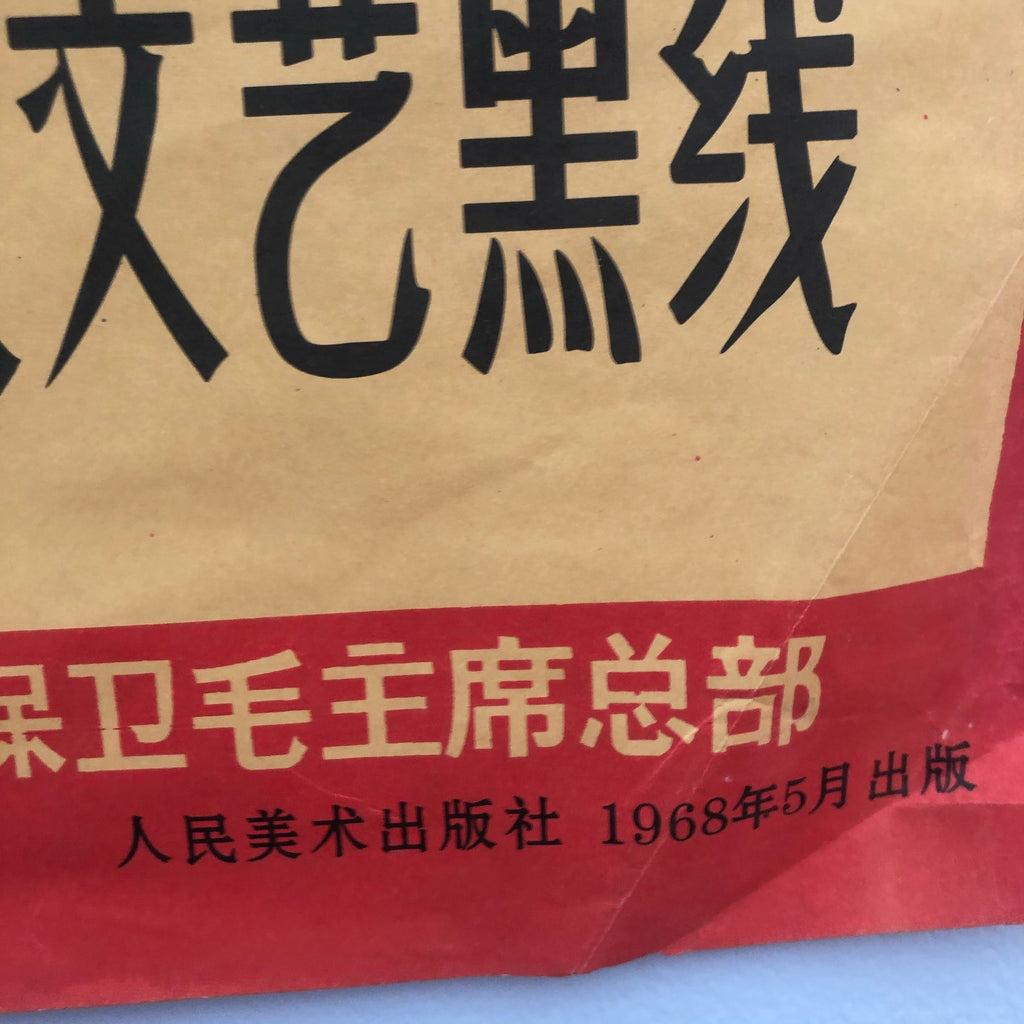 文艺黑线
保卫毛主席总部
人民美术出版社 1968年5月出版